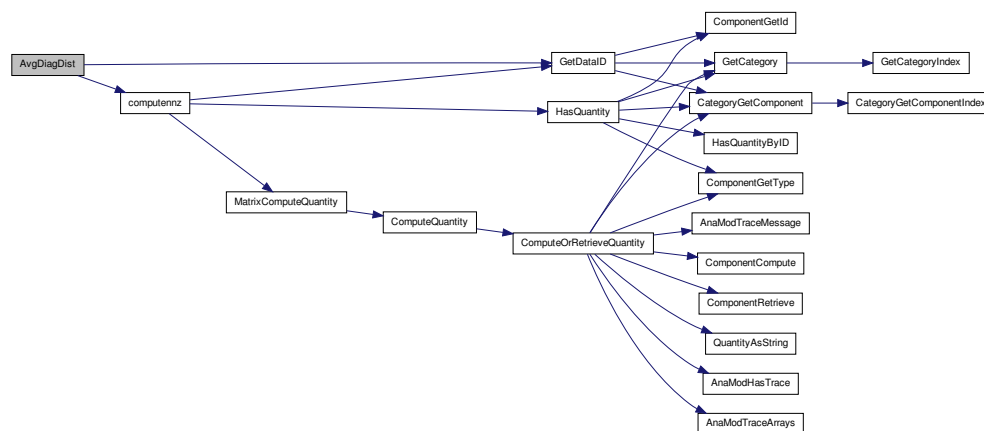 ComponentGetId
AvgDiagDist
GetDataID
GetCategory
GetCategoryIndex
computennz
HasQuantity
CategoryGetComponent
CategoryGetComponentIndex
HasQuantityByID
ComponentGetType
MatrixComputeQuantity
ComputeQuantity
AnaModTraceMessage
ComputeOrRetrieveQuantity
ComponentCompute
ComponentRetrieve
QuantityAsString
AnaModHasTrace
AnaModTraceArrays